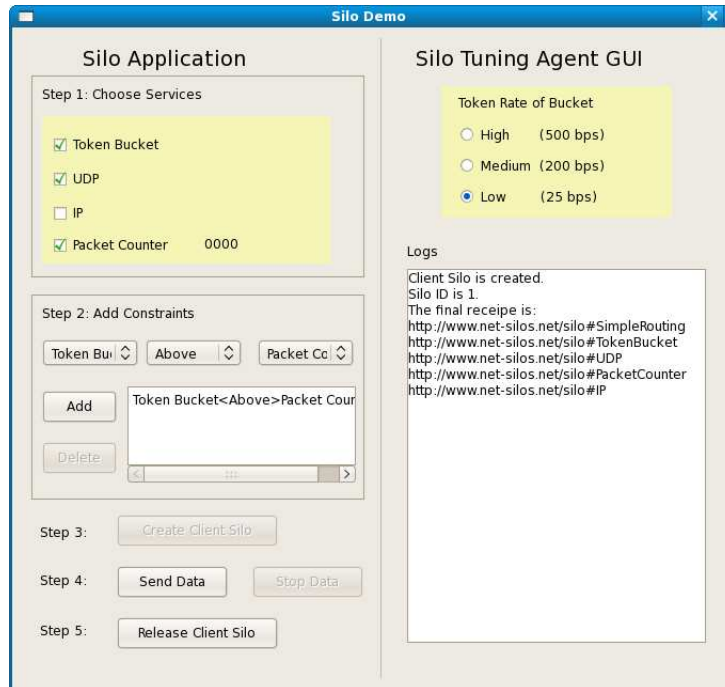 Silo Demo
Silo Application
Step 1: Choose Services
Token Bucket
UDP
IP
Packet Counter 0000
Step 2: Add Constraints
Token Bu Above Packet Co
Add
Token Bucket<Above>Packet Cour
Delete
Step 3: Create Client Silo
Step 4: Send Data Stop Data
Step 5: Release Client Silo
Silo Tuning Agent GUI
Token Rate of Bucket
High (500 bps)
Medium (200 bps)
Low (25 bps)
Logs
Client Silo is created.
Silo ID is 1.
The final receipe is:
http://www.net-silos.net/silo#SimpleRouting
http://www.net-silos.net/silo#TokenBucket
http://www.net-silos.net/silo#UDP
http://www.net-silos.net/silo#PacketCounter
http://www.net-silos.net/silo#IP